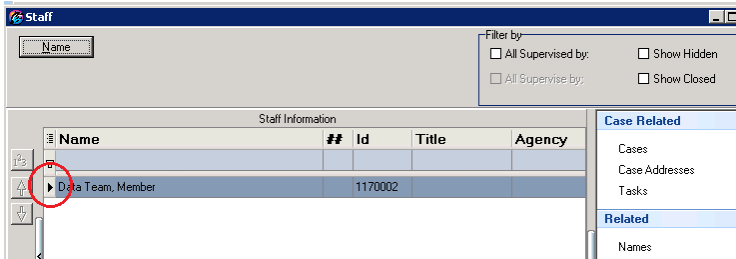 Staff
Name
Filter by
All Supervised by:
Show Hidden
All Supervise by:
Show Closed
Staff Information
Name ## Id Title Agency
1²3
Data Team, Member 1170002
Case Related
Cases
Case Addresses
Tasks
Related
Names